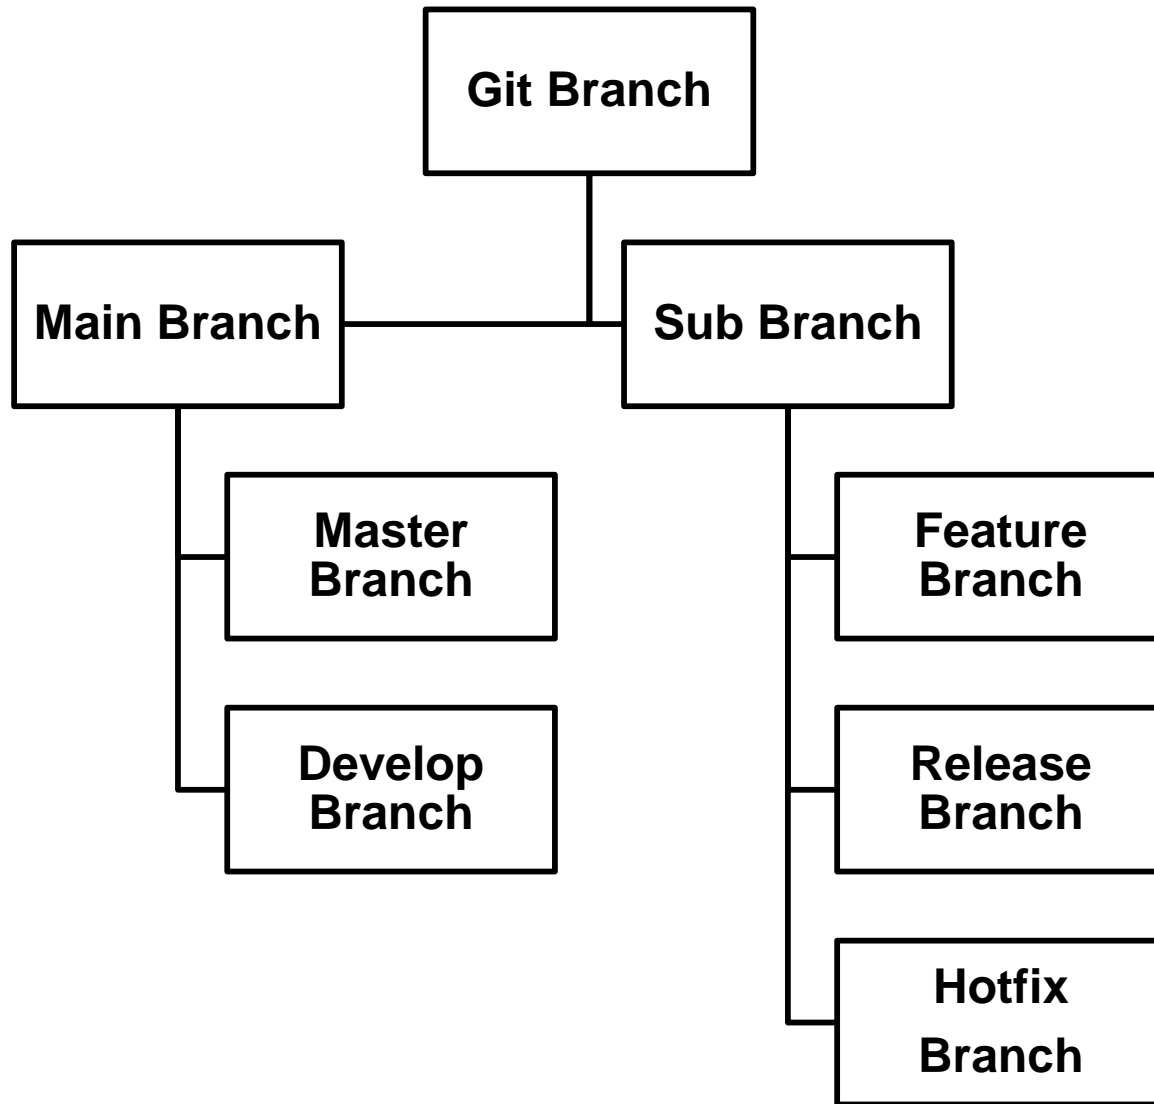 Git Branch
Main Branch
Sub Branch
Master
Branch
Develop
Branch
Feature
Branch
Release
Branch
Hotfix
Branch